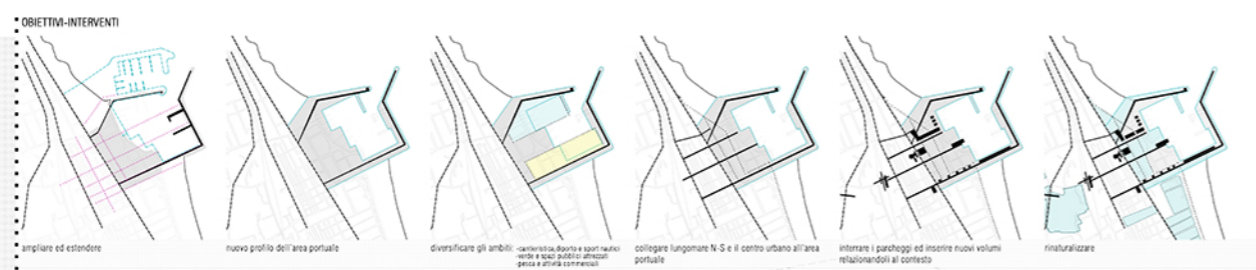 OBIETTIVI-INTERVENTI
ampliare ed estendere
nuovo profilo dell'area portuale
diversificare gli ambiti:
-cantieristica, diporto e sport nautici
-verde e spazi pubblici attrezzati
-pesca e attività commerciali
collegare lungomare N-S e il centro urbano all'area
portuale
interrare i parcheggi ed inserire nuovi volumi
relazionandoli al contesto
rinaturalizzare